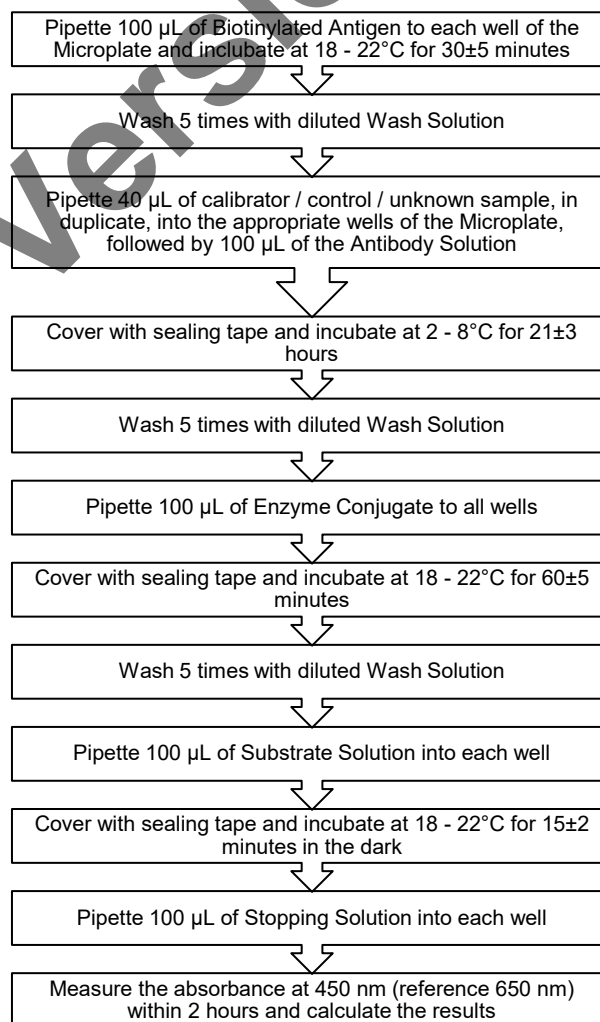 Pipette 100 µL of Biotinylated Antigen to each well of the
Microplate and incubate at 18 - 22°C for 30±5 minutes
Wash 5 times with diluted Wash Solution
Pipette 40 µL of calibrator / control / unknown sample, in
duplicate, into the appropriate wells of the Microplate,
followed by 100 µL of the Antibody Solution
Cover with sealing tape and incubate at 2 - 8°C for 21±3
hours
Wash 5 times with diluted Wash Solution
Pipette 100 µL of Enzyme Conjugate to all wells
Cover with sealing tape and incubate at 18 - 22°C for 60±5
minutes
Wash 5 times with diluted Wash Solution
Pipette 100 µL of Substrate Solution into each well
Cover with sealing tape and incubate at 18 - 22°C for 15±2
minutes in the dark
Pipette 100 µL of Stopping Solution into each well
Measure the absorbance at 450 nm (reference 650 nm)
within 2 hours and calculate the results